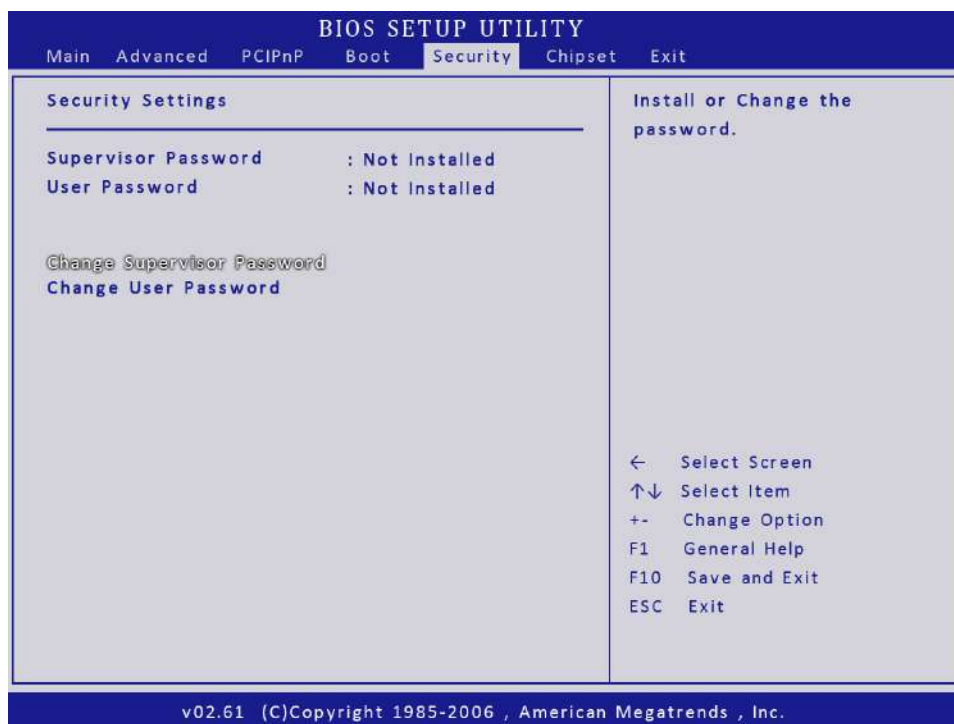 BIOS SETUP UTILITY
Main Advanced PCIPnP Boot Security Chipset Exit
Security Settings
Supervisor Password : Not Installed
User Password : Not Installed
Change Supervisor Password
Change User Password
Install or Change the
password.
← Select Screen
↑↓ Select Item
+- Change Option
F1 General Help
F10 Save and Exit
ESC Exit
v02.61 (C)Copyright 1985-2006 , American Megatrends , Inc.